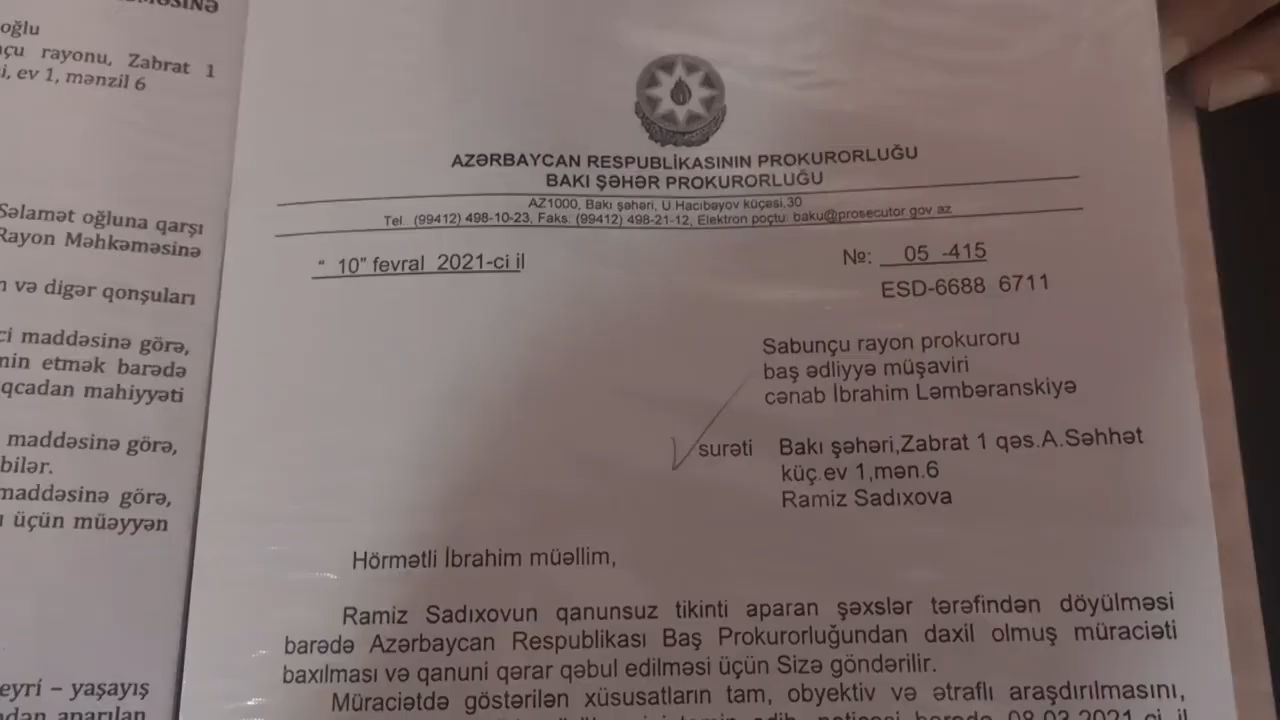 oğlu
rayonu, Zabrat 1
ev 1, mənzil 6
Səlamət oğluna qarşı
Rayon Məhkəməsinə
və digər qonşuları
maddəsinə görə,
etmək barədə
mahiyyəti
maddəsinə görə,
bilər.
maddəsinə görə,
üçün müəyyən
– yaşayış
aparılan
AZƏRBAYCAN RESPUBLİKASININ PROKURORLUĞU
BAKI ŞƏHƏR PROKURORLUĞU
AZ1000, Bakı şəhəri, U.Hacıbəyov küçəsi,30
Tel.: (99412) 498-10-23, Faks: (99412) 498-21-12, Elektron poçtu: baku@prosecutor.gov.az
“ 10” fevral 2021-ci il
№: 05 -415
ESD-6688 6711
Sabunçu rayon prokuroru
baş ədliyyə müşaviri
cənab İbrahim Ləmbəranskiyə
surəti Bakı şəhəri,Zabrat 1 qəs.A.Səhhət
küç.ev 1,mən.6
Ramiz Sadıxova
Hörmətli İbrahim müəllim,
Ramiz Sadıxovun qanunsuz tikinti aparan şəxslər tərəfindən döyülməsi
barədə Azərbaycan Respublikası Baş Prokurorluğundan daxil olmuş müraciəti
baxılması və qanuni qərar qəbul edilməsi üçün Sizə göndərilir.
Müraciətdə göstərilən xüsusatların tam, obyektiv və ətraflı araşdırılmasını,
08.03.2021-ci il